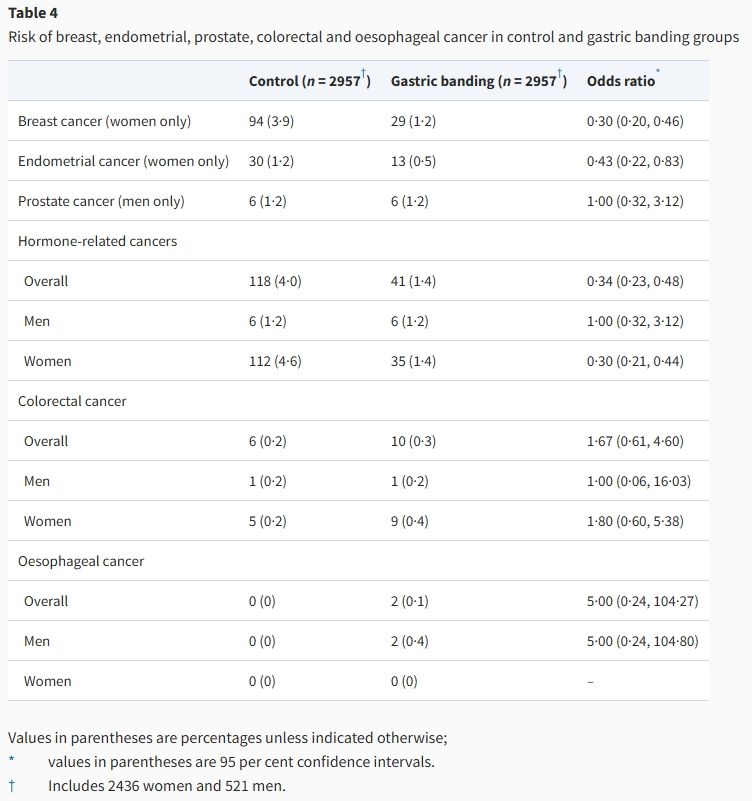 Table 4
Risk of breast, endometrial, prostate, colorectal and oesophageal cancer in control and gastric banding groups
Control (n = 2957†) Gastric banding (n = 2957†) Odds ratio*
Breast cancer (women only) 94 (3·9) 29 (1·2) 0·30 (0·20, 0·46)
Endometrial cancer (women only) 30 (1·2) 13 (0·5) 0·43 (0·22, 0·83)
Prostate cancer (men only) 6 (1·2) 6 (1·2) 1·00 (0·32, 3·12)
Hormone-related cancers
Overall 118 (4·0) 41 (1·4) 0·34 (0·23, 0·48)
Men 6 (1·2) 6 (1·2) 1·00 (0·32, 3·12)
Women 112 (4·6) 35 (1·4) 0·30 (0·21, 0·44)
Colorectal cancer
Overall 6 (0·2) 10 (0·3) 1·67 (0·61, 4·60)
Men 1 (0·2) 1 (0·2) 1·00 (0·06, 16·03)
Women 5 (0·2) 9 (0·4) 1·80 (0·60, 5·38)
Oesophageal cancer
Overall 0 (0) 2 (0·1) 5·00 (0·24, 104·27)
Men 0 (0) 2 (0·4) 5·00 (0·24, 104·80)
Women 0 (0) 0 (0) –
Values in parentheses are percentages unless indicated otherwise;
* values in parentheses are 95 per cent confidence intervals.
† Includes 2436 women and 521 men.